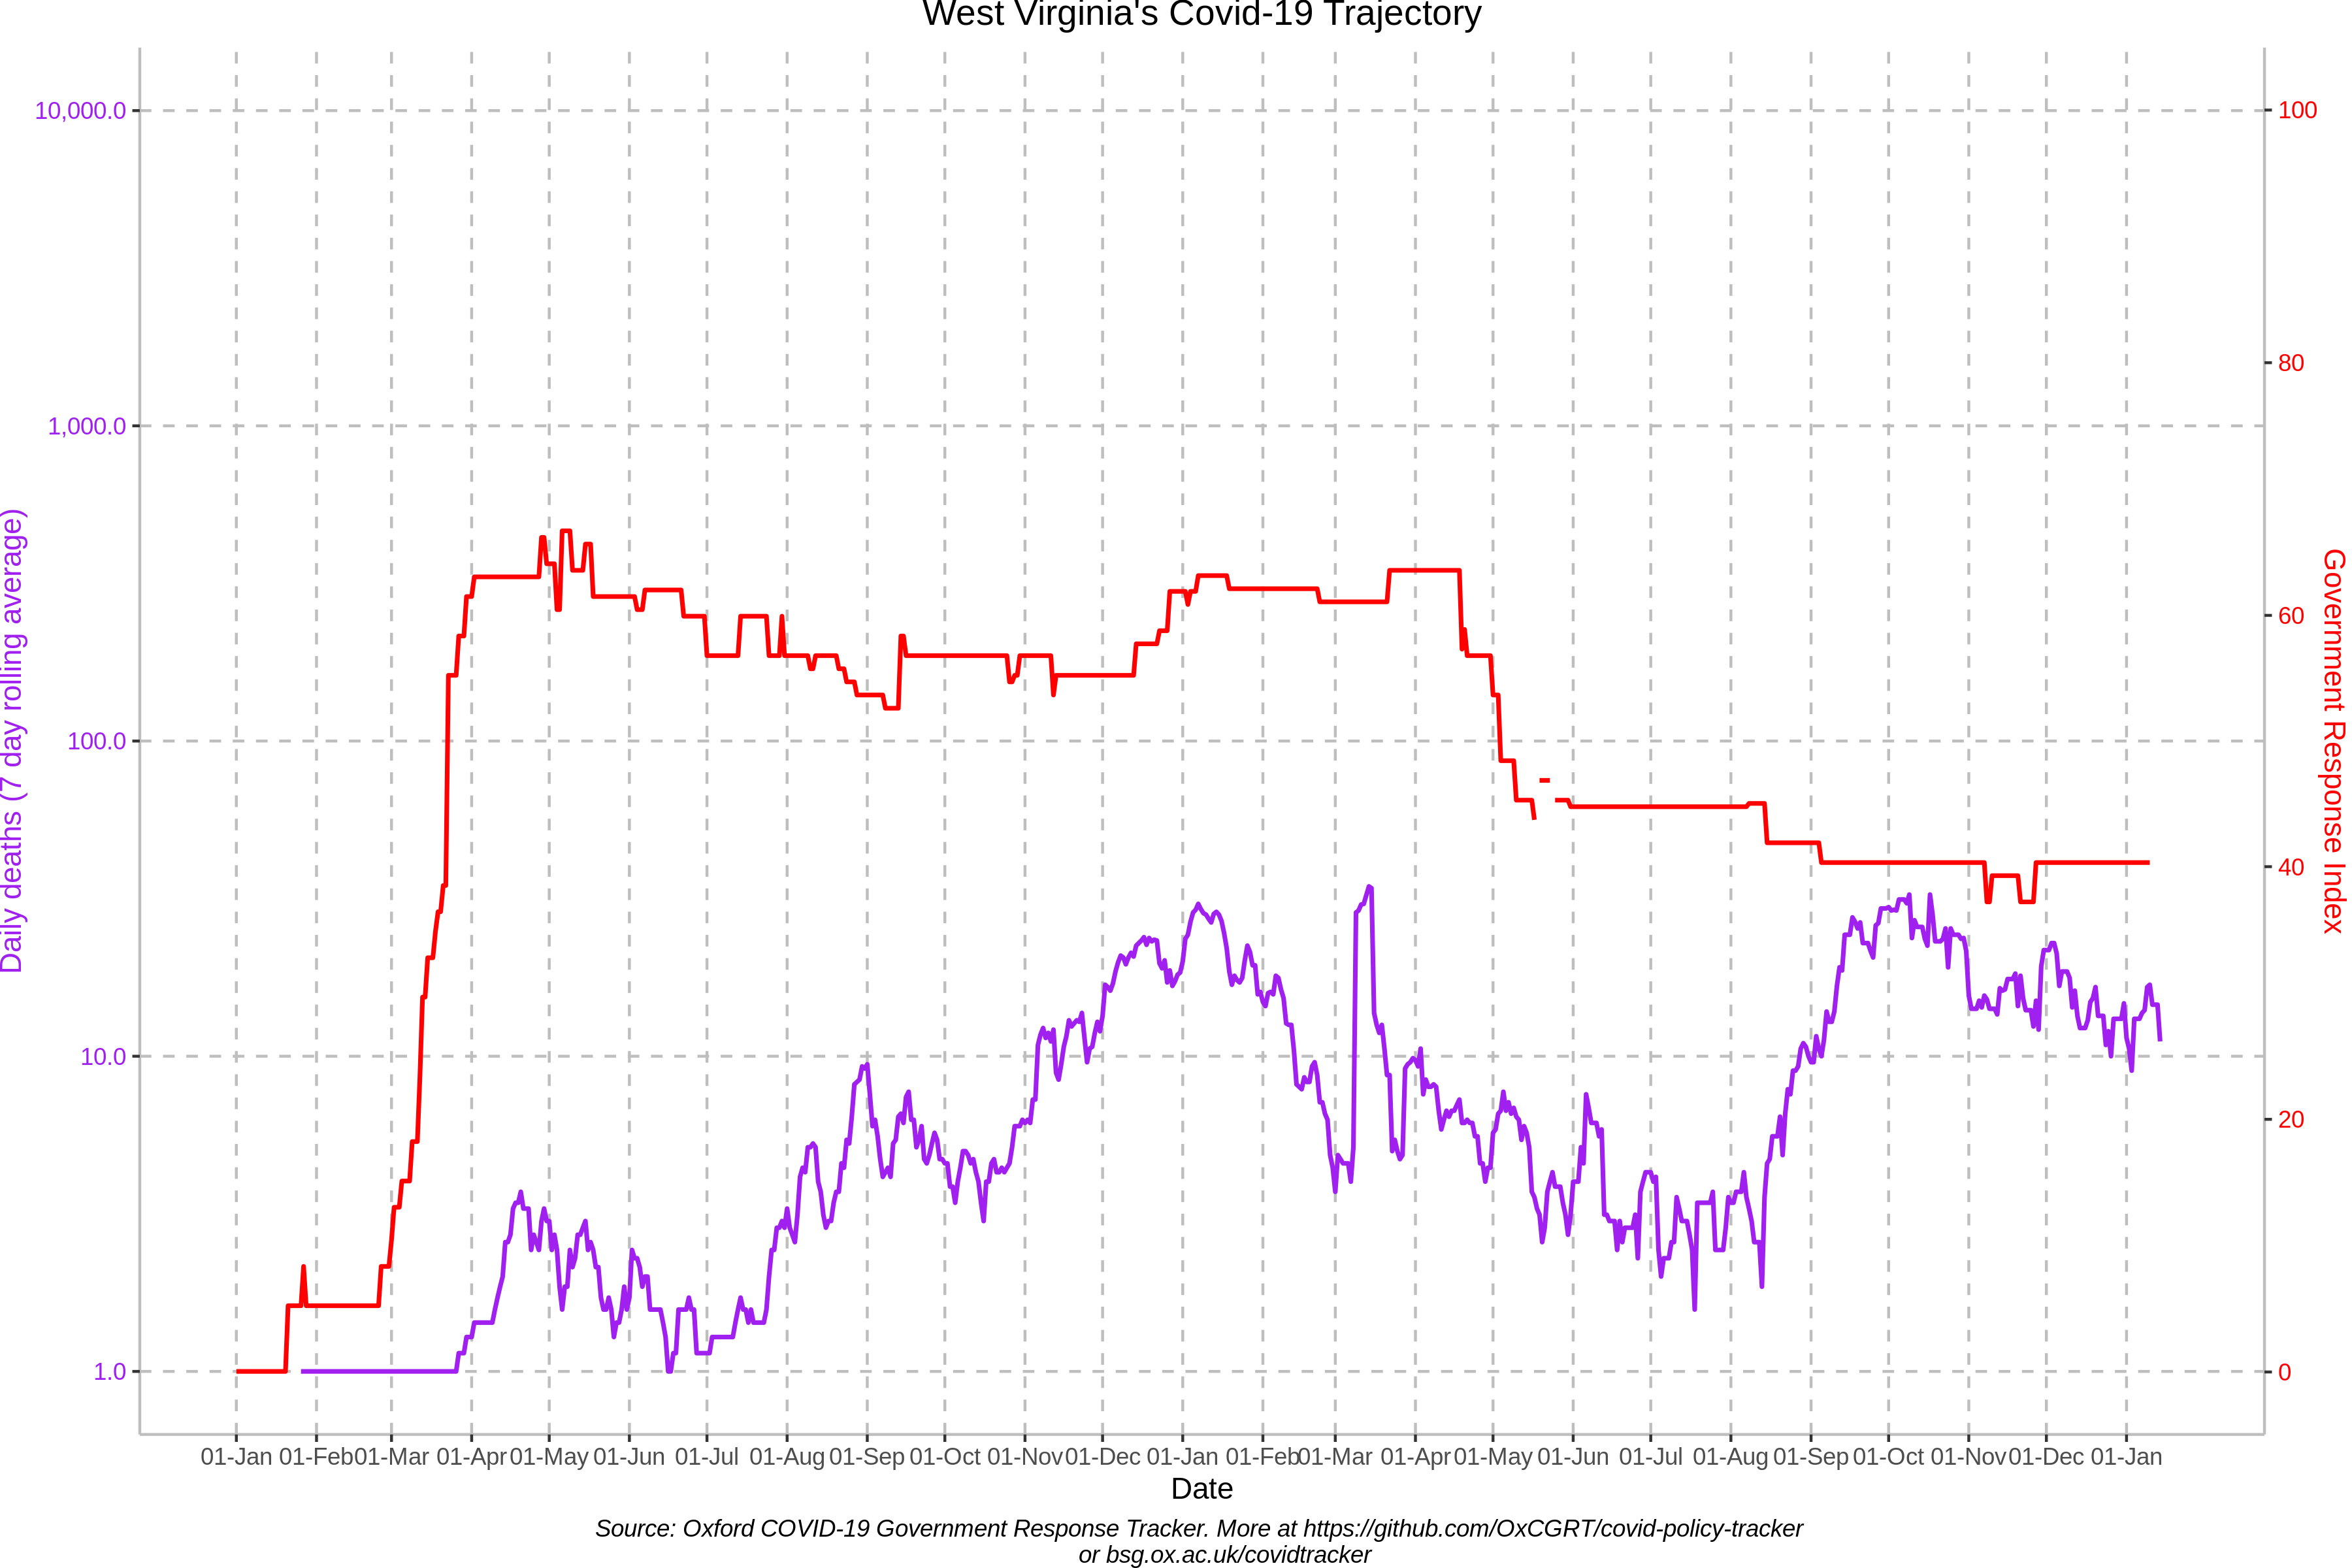 West Virginia's Covid-19 Trajectory
10,000.0
1,000.0
100.0
10.0
1.0
Daily deaths (7 day rolling average)
100
80
60
40
20
0
Government Response Index
01-Jan 01-Feb 01-Mar 01-Apr 01-May 01-Jun 01-Jul 01-Aug 01-Sep 01-Oct 01-Nov 01-Dec 01-Jan 01-Feb 01-Mar 01-Apr 01-May 01-Jun 01-Jul 01-Aug 01-Sep 01-Oct 01-Nov 01-Dec 01-Jan
Date
Source: Oxford COVID-19 Government Response Tracker. More at https://github.com/OxCGRT/covid-policy-tracker
or bsg.ox.ac.uk/covidtracker